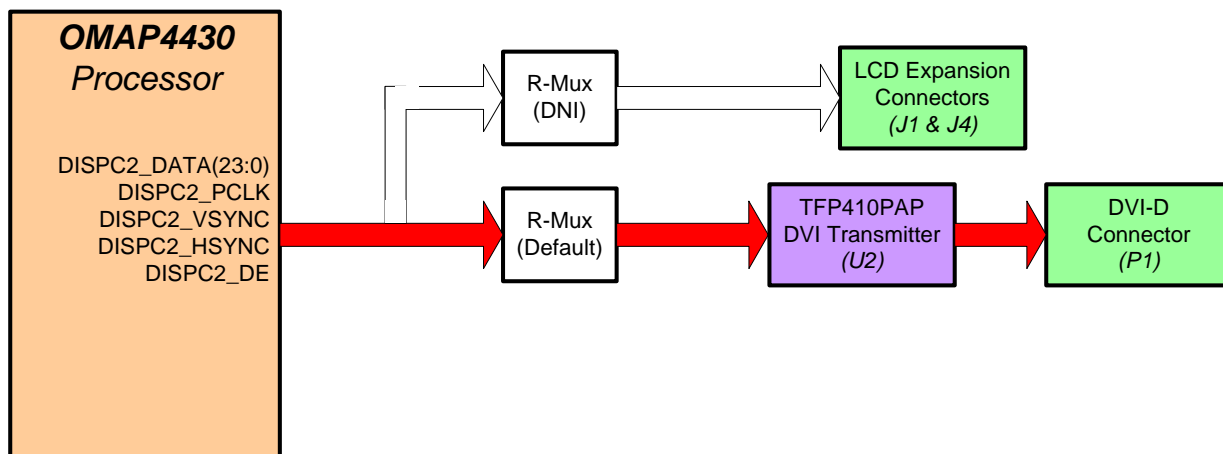 OMAP4430
Processor
DISPC2_DATA(23:0)
DISPC2_PCLK
DISPC2_VSYNC
DISPC2_HSYNC
DISPC2_DE
R-Mux
(DNI)
LCD Expansion
Connectors
(J1 & J4)
R-Mux
(Default)
TFP410PAP
DVI Transmitter
(U2)
DVI-D
Connector
(P1)